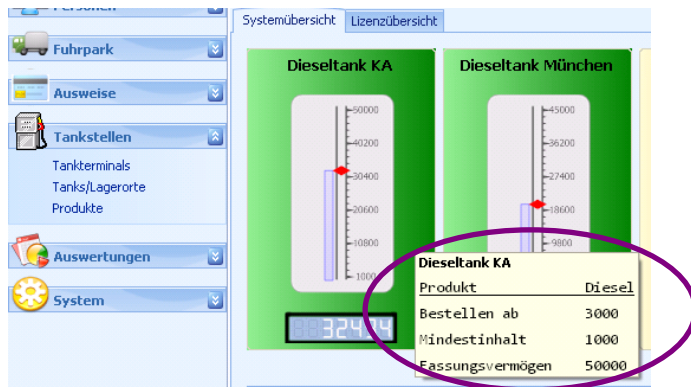 Personen
Systemübersicht
Lizenzübersicht
Fuhrpark
Ausweise
Tankstellen
Tankterminals
Tanks/Lagerorte
Produkte
Auswertungen
System
Dieseltank KA
50000
40200
30400
20600
10800
1000
32424
Dieseltank München
45000
36200
27400
18600
9800
Dieseltank KA
Produkt Diesel
Bestellen ab 3000
Mindestinhalt 1000
Fassungsvermögen 50000